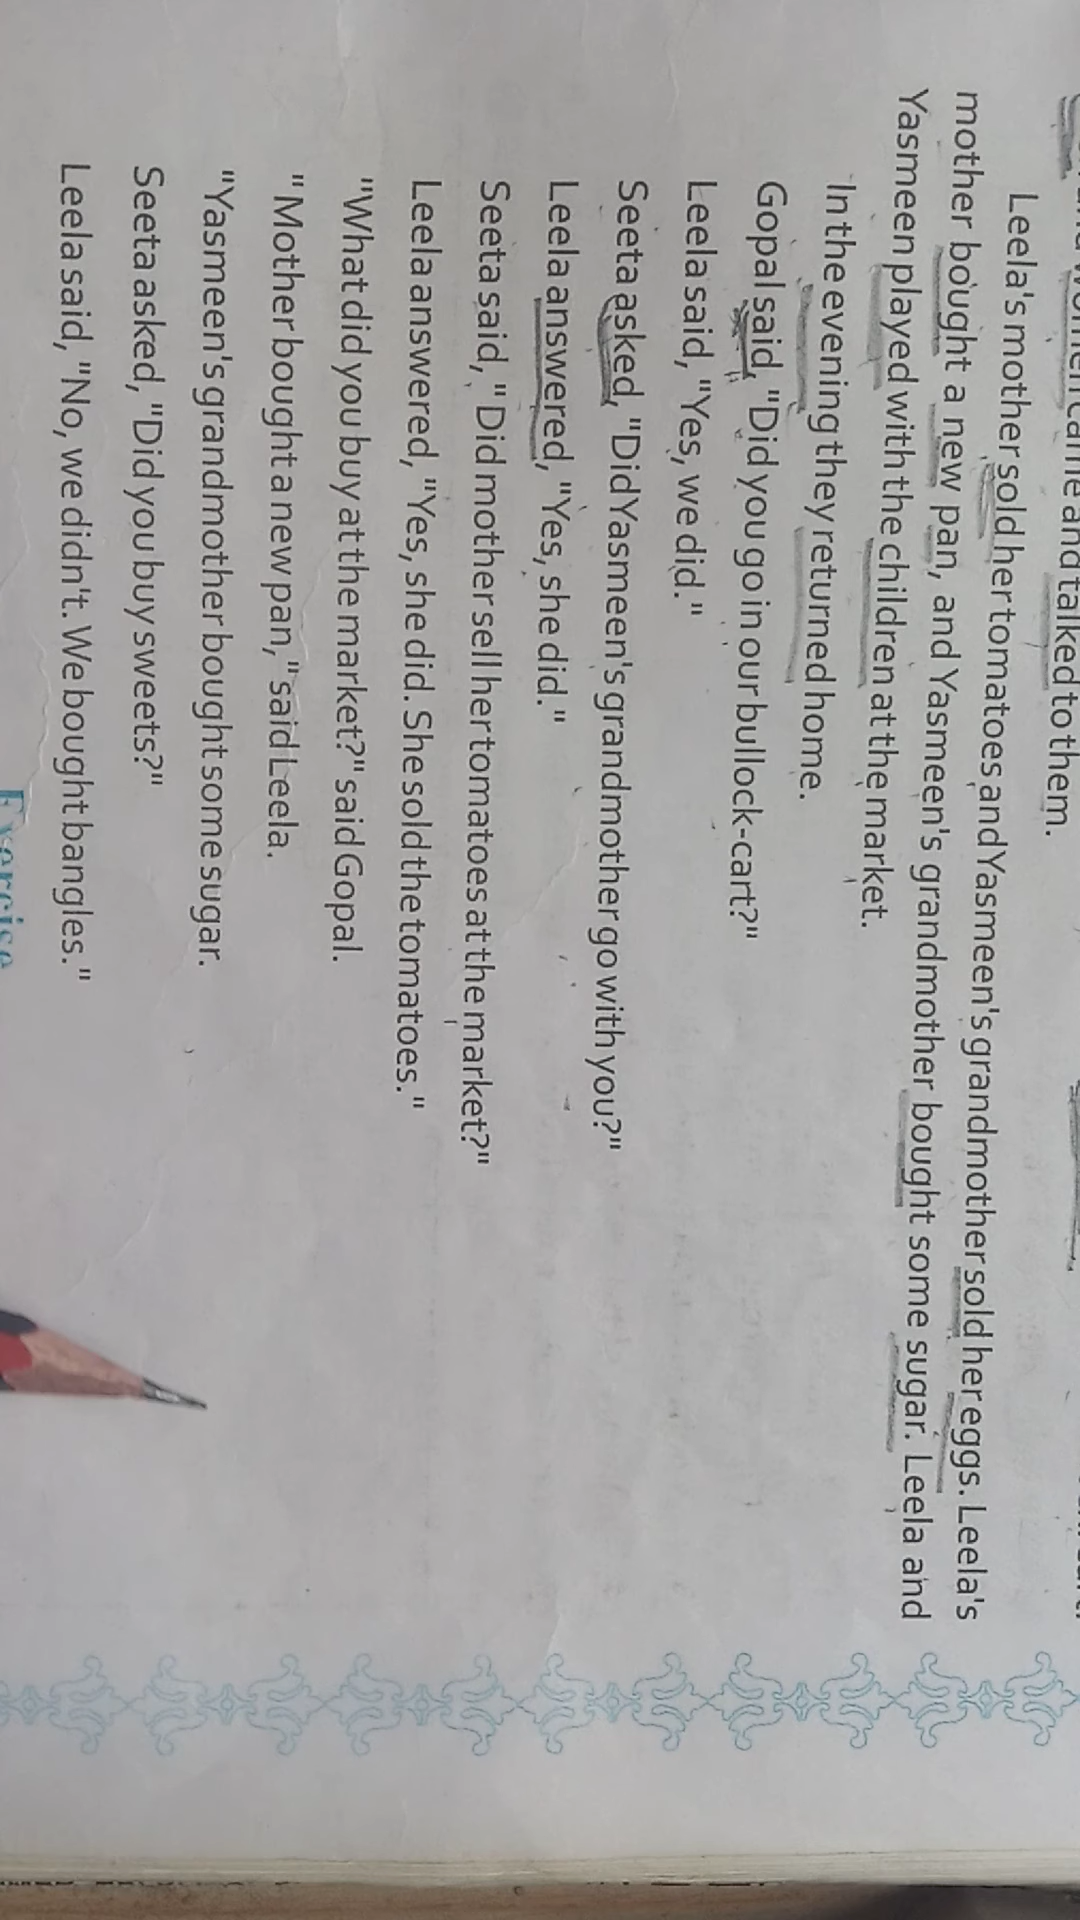 and talked to them.
Leela's mother sold her tomatoes and Yasmeen's grandmother sold her eggs. Leela's
mother bought a new pan, and Yasmeen's grandmother bought some sugar. Leela and
Yasmeen played with the children at the market.
In the evening they returned home.
Gopal said, "Did you go in our bullock-cart?"
Leela said, "Yes, we did."
Seeta asked, "Did Yasmeen's grandmother go with you?"
Leela answered, "Yes, she did."
Seeta said, "Did mother sell her tomatoes at the market?"
Leela answered, "Yes, she did. She sold the tomatoes."
"What did you buy at the market?" said Gopal.
"Mother bought a new pan," said Leela.
"Yasmeen's grandmother bought some sugar.
Seeta asked, "Did you buy sweets?"
Leela said, "No, we didn't. We bought bangles."
Exercise